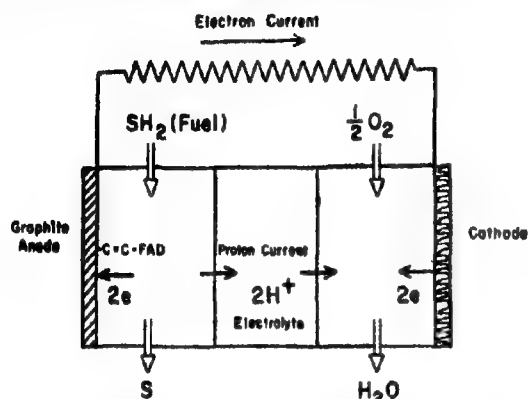 Electron Current
SH2 (Fuel)
1/2 O2
Graphite
Anode
-C=C-FAD
Proton Current
Cathode
2e
2H+
2e
Electrolyte
S
H2O